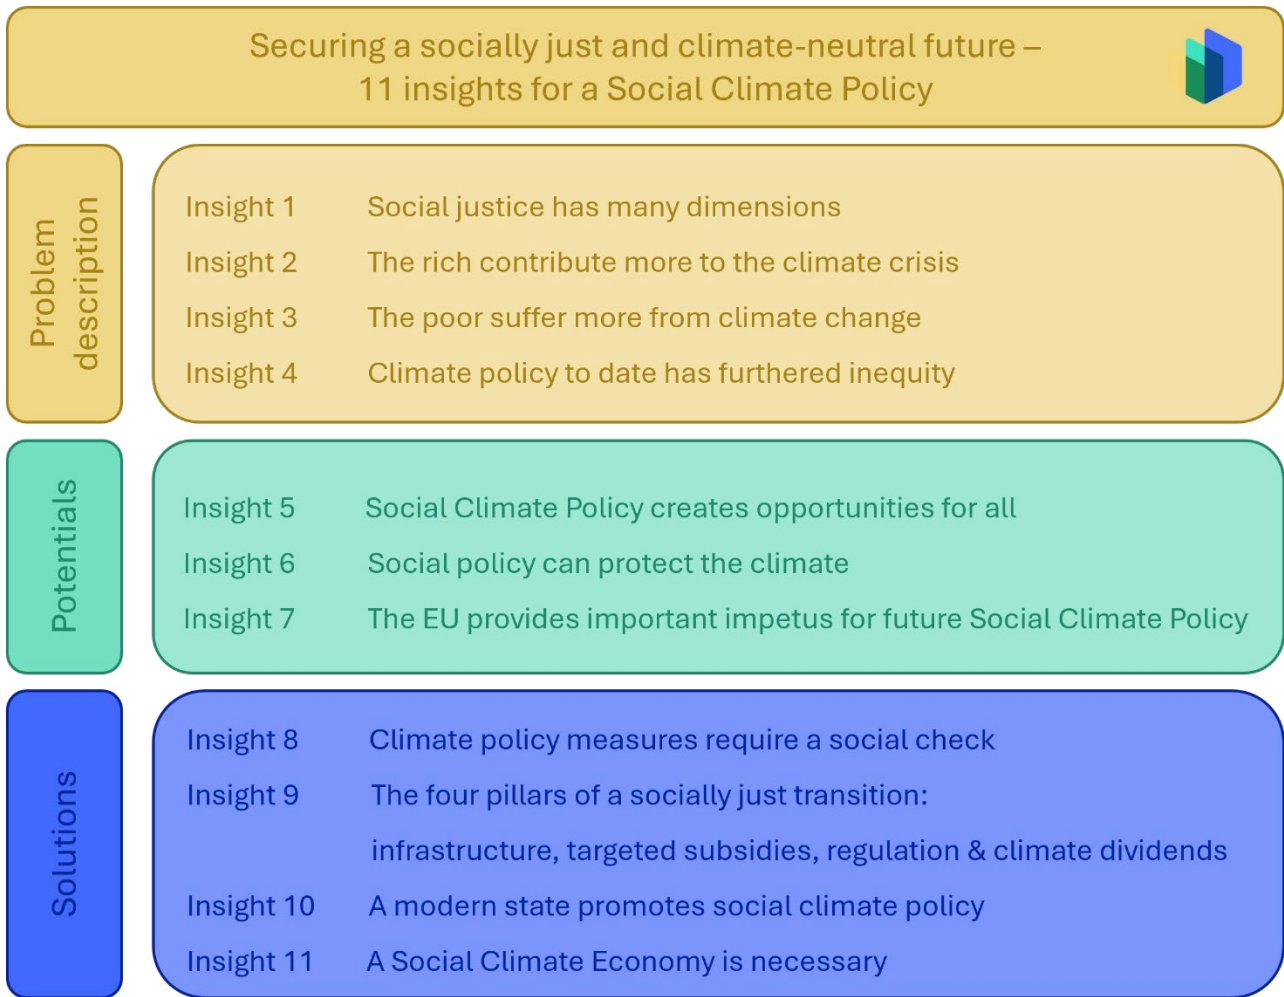 Securing a socially just and climate-neutral future –
11 insights for a Social Climate Policy
Problem
description
Insight 1 Social justice has many dimensions
Insight 2 The rich contribute more to the climate crisis
Insight 3 The poor suffer more from climate change
Insight 4 Climate policy to date has furthered inequity
Potentials
Insight 5 Social Climate Policy creates opportunities for all
Insight 6 Social policy can protect the climate
Insight 7 The EU provides important impetus for future Social Climate Policy
Solutions
Insight 8 Climate policy measures require a social check
Insight 9 The four pillars of a socially just transition:
infrastructure, targeted subsidies, regulation & climate dividends
Insight 10 A modern state promotes social climate policy
Insight 11 A Social Climate Economy is necessary